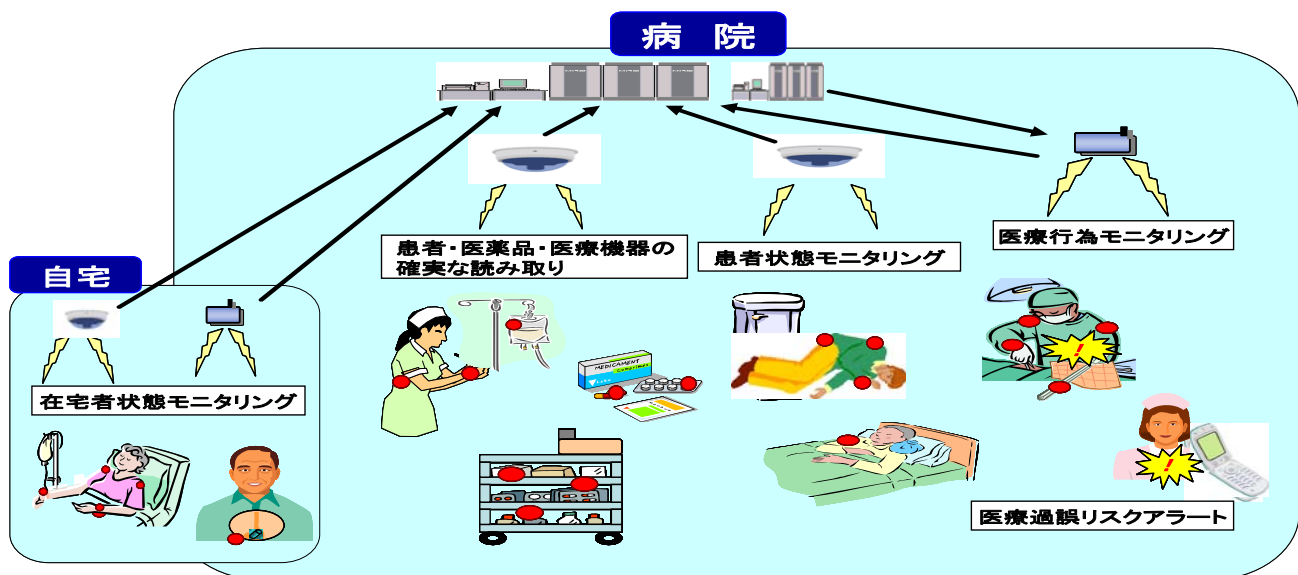 病 院
患者・医薬品・医療機器の
確実な読み取り
患者状態モニタリング
医療行為モニタリング
自宅
在宅者状態モニタリング
MEDICAMENT
Comprimes
!
!
医療過誤リスクアラート